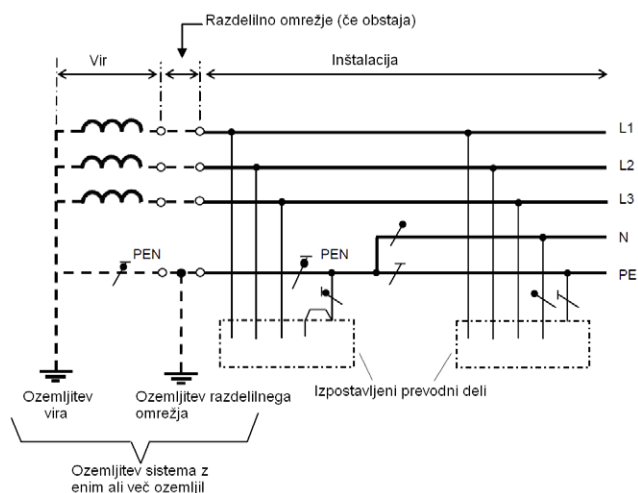 Razdelilno omrežje (če obstaja)
Vir
Inštalacija
L1
L2
L3
N
PEN
PEN
PE
Izpostavljeni prevodni deli
Ozemljitev
vira
Ozemljitev razdelilnega
omrežja
Ozemljitev sistema z
enim ali več ozemljil